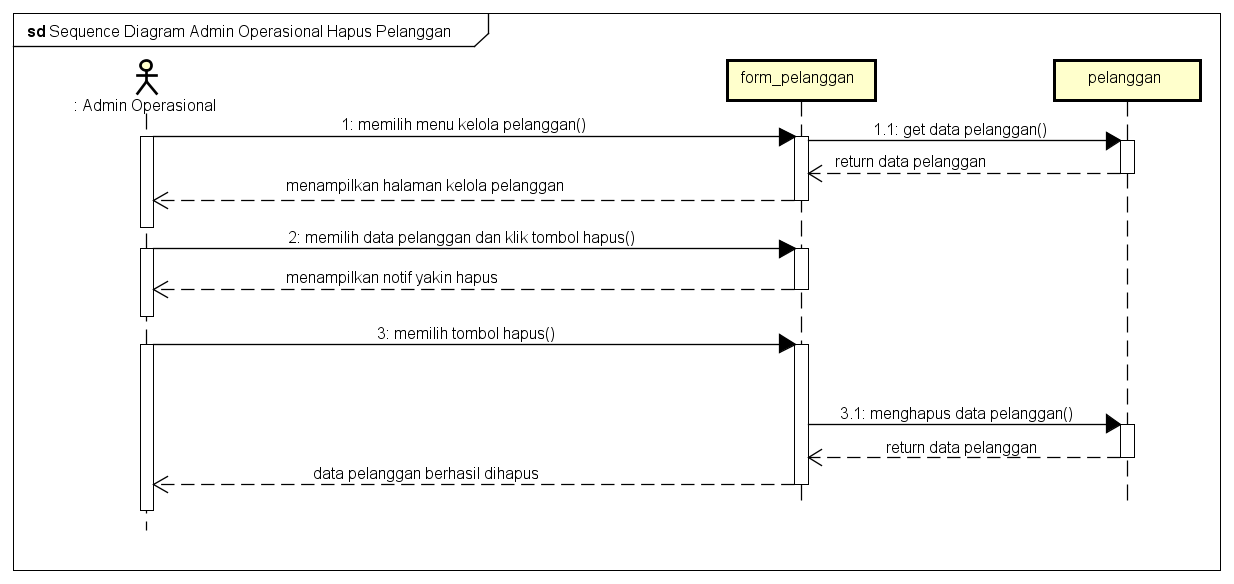 sd Sequence Diagram Admin Operasional Hapus Pelanggan
: Admin Operasional
form_pelanggan
pelanggan
1: memilih menu kelola pelanggan()
1.1: get data pelanggan()
return data pelanggan
menampilkan halaman kelola pelanggan
2: memilih data pelanggan dan klik tombol hapus()
menampilkan notif yakin hapus
3: memilih tombol hapus()
3.1: menghapus data pelanggan()
return data pelanggan
data pelanggan berhasil dihapus